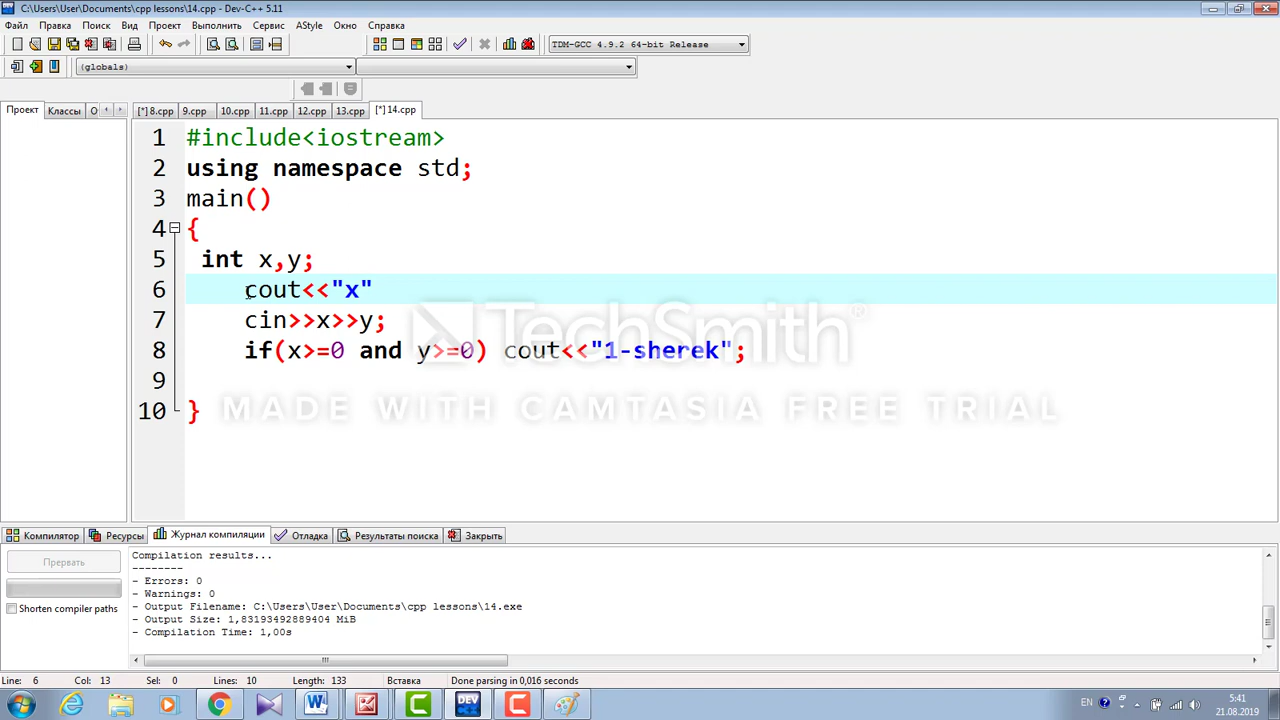 C:\Users\User\Documents\cpp lessons\14.cpp - Dev-C++ 5.11
Файл Правка Поиск Вид Проект Выполнить Сервис AStyle Окно Справка
TDM-GCC 4.9.2 64-bit Release
(globals)
Проект Классы О [*] 8.cpp 9.cpp 10.cpp 11.cpp 12.cpp 13.cpp [*] 14.cpp
1 #include<iostream>
2 using namespace std;
3 main()
4 {
5 int x,y;
6 cout<<"x"
7 cin>>x>>y;
8 if(x>=0 and y>=0) cout<<"1-sherek";
9
10 }
TechSmith®
MADE WITH CAMTASIA FREE TRIAL
Компилятор Ресурсы Журнал компиляции Отладка Результаты поиска Закрыть
Прервать
Shorten compiler paths
Compilation results...
--------
- Errors: 0
- Warnings: 0
- Output Filename: C:\Users\User\Documents\cpp lessons\14.exe
- Output Size: 1,83193492889404 MiB
- Compilation Time: 1,00s
Line: 6 Col: 13 Sel: 0 Lines: 10 Length: 133 Вставка Done parsing in 0,016 seconds
EN 5:41
21.08.2019